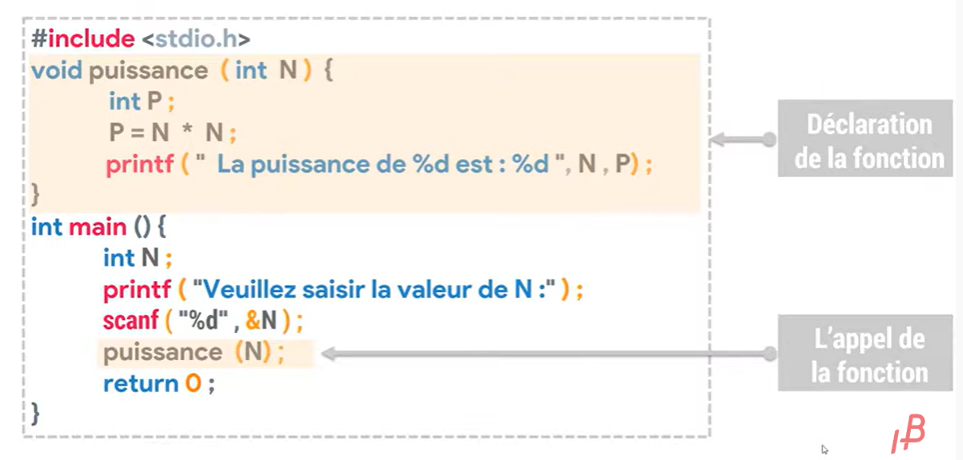 #include <stdio.h>
void puissance ( int N ) {
int P ;
P = N * N ;
printf ( " La puissance de %d est : %d ", N , P) ;
}
int main () {
int N ;
printf ( "Veuillez saisir la valeur de N :" ) ;
scanf ( "%d" , &N ) ;
puissance (N) ;
return 0 ;
}
Déclaration
de la fonction
L'appel de
la fonction